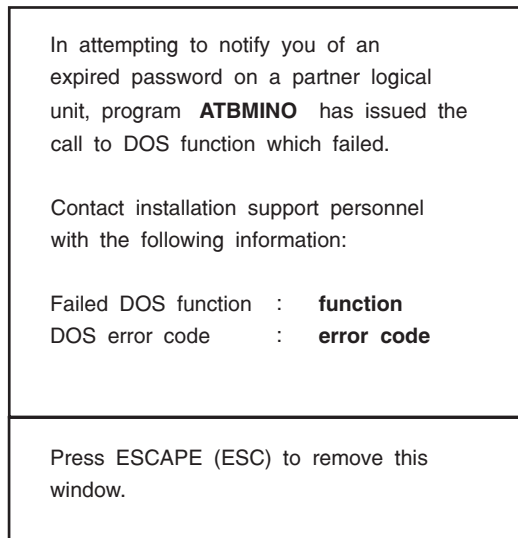 In attempting to notify you of an
expired password on a partner logical
unit, program ATBMINO has issued the
call to DOS function which failed.
Contact installation support personnel
with the following information:
Failed DOS function : function
DOS error code : error code
Press ESCAPE (ESC) to remove this
window.